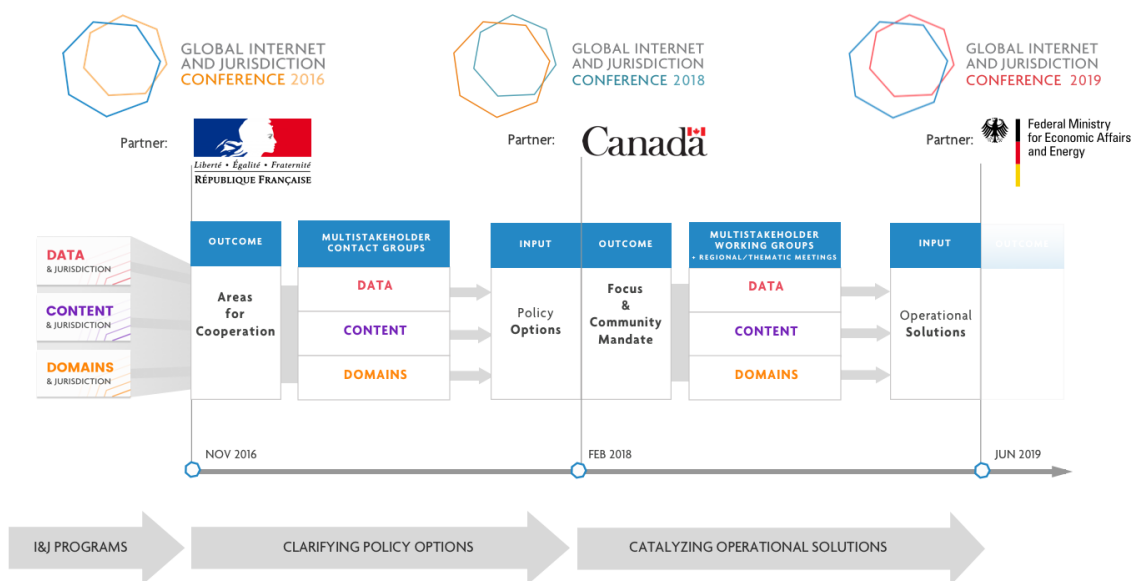 GLOBAL INTERNET
AND JURISDICTION
CONFERENCE 2016
GLOBAL INTERNET
AND JURISDICTION
CONFERENCE 2018
GLOBAL INTERNET
AND JURISDICTION
CONFERENCE 2019
Partner:
Liberté • Égalité • Fraternité
RÉPUBLIQUE FRANÇAISE
Partner:
Canada
Partner:
Federal Ministry
for Economic Affairs
and Energy
DATA
& JURISDICTION
CONTENT
& JURISDICTION
DOMAINS
& JURISDICTION
OUTCOME
Areas
for
Cooperation
MULTISTAKEHOLDER
CONTACT GROUPS
DATA
CONTENT
DOMAINS
INPUT
Policy
Options
OUTCOME
Focus
&
Community
Mandate
MULTISTAKEHOLDER
WORKING GROUPS
+ REGIONAL/THEMATIC MEETINGS
DATA
CONTENT
DOMAINS
INPUT
Operational
Solutions
OUTCOME
NOV 2016
FEB 2018
JUN 2019
I&J PROGRAMS
CLARIFYING POLICY OPTIONS
CATALYZING OPERATIONAL SOLUTIONS